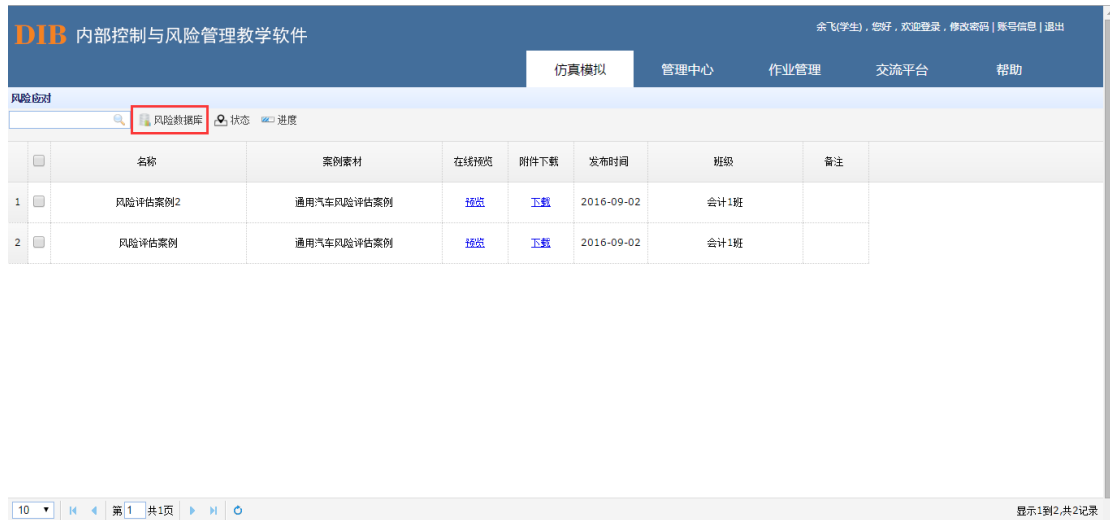 余飞(学生)，您好，欢迎登录，修改密码 | 账号信息 | 退出
DIB 内部控制与风险管理教学软件
仿真模拟 管理中心 作业管理 交流平台 帮助
风险应对
风险数据库 状态 进度
名称 案例素材 在线预览 附件下载 发布时间 班级 备注
1 风险评估案例2 通用汽车风险评估案例 预览 下载 2016-09-02 会计1班
2 风险评估案例 通用汽车风险评估案例 预览 下载 2016-09-02 会计1班
10 第 1 共1页 显示1到2,共2记录